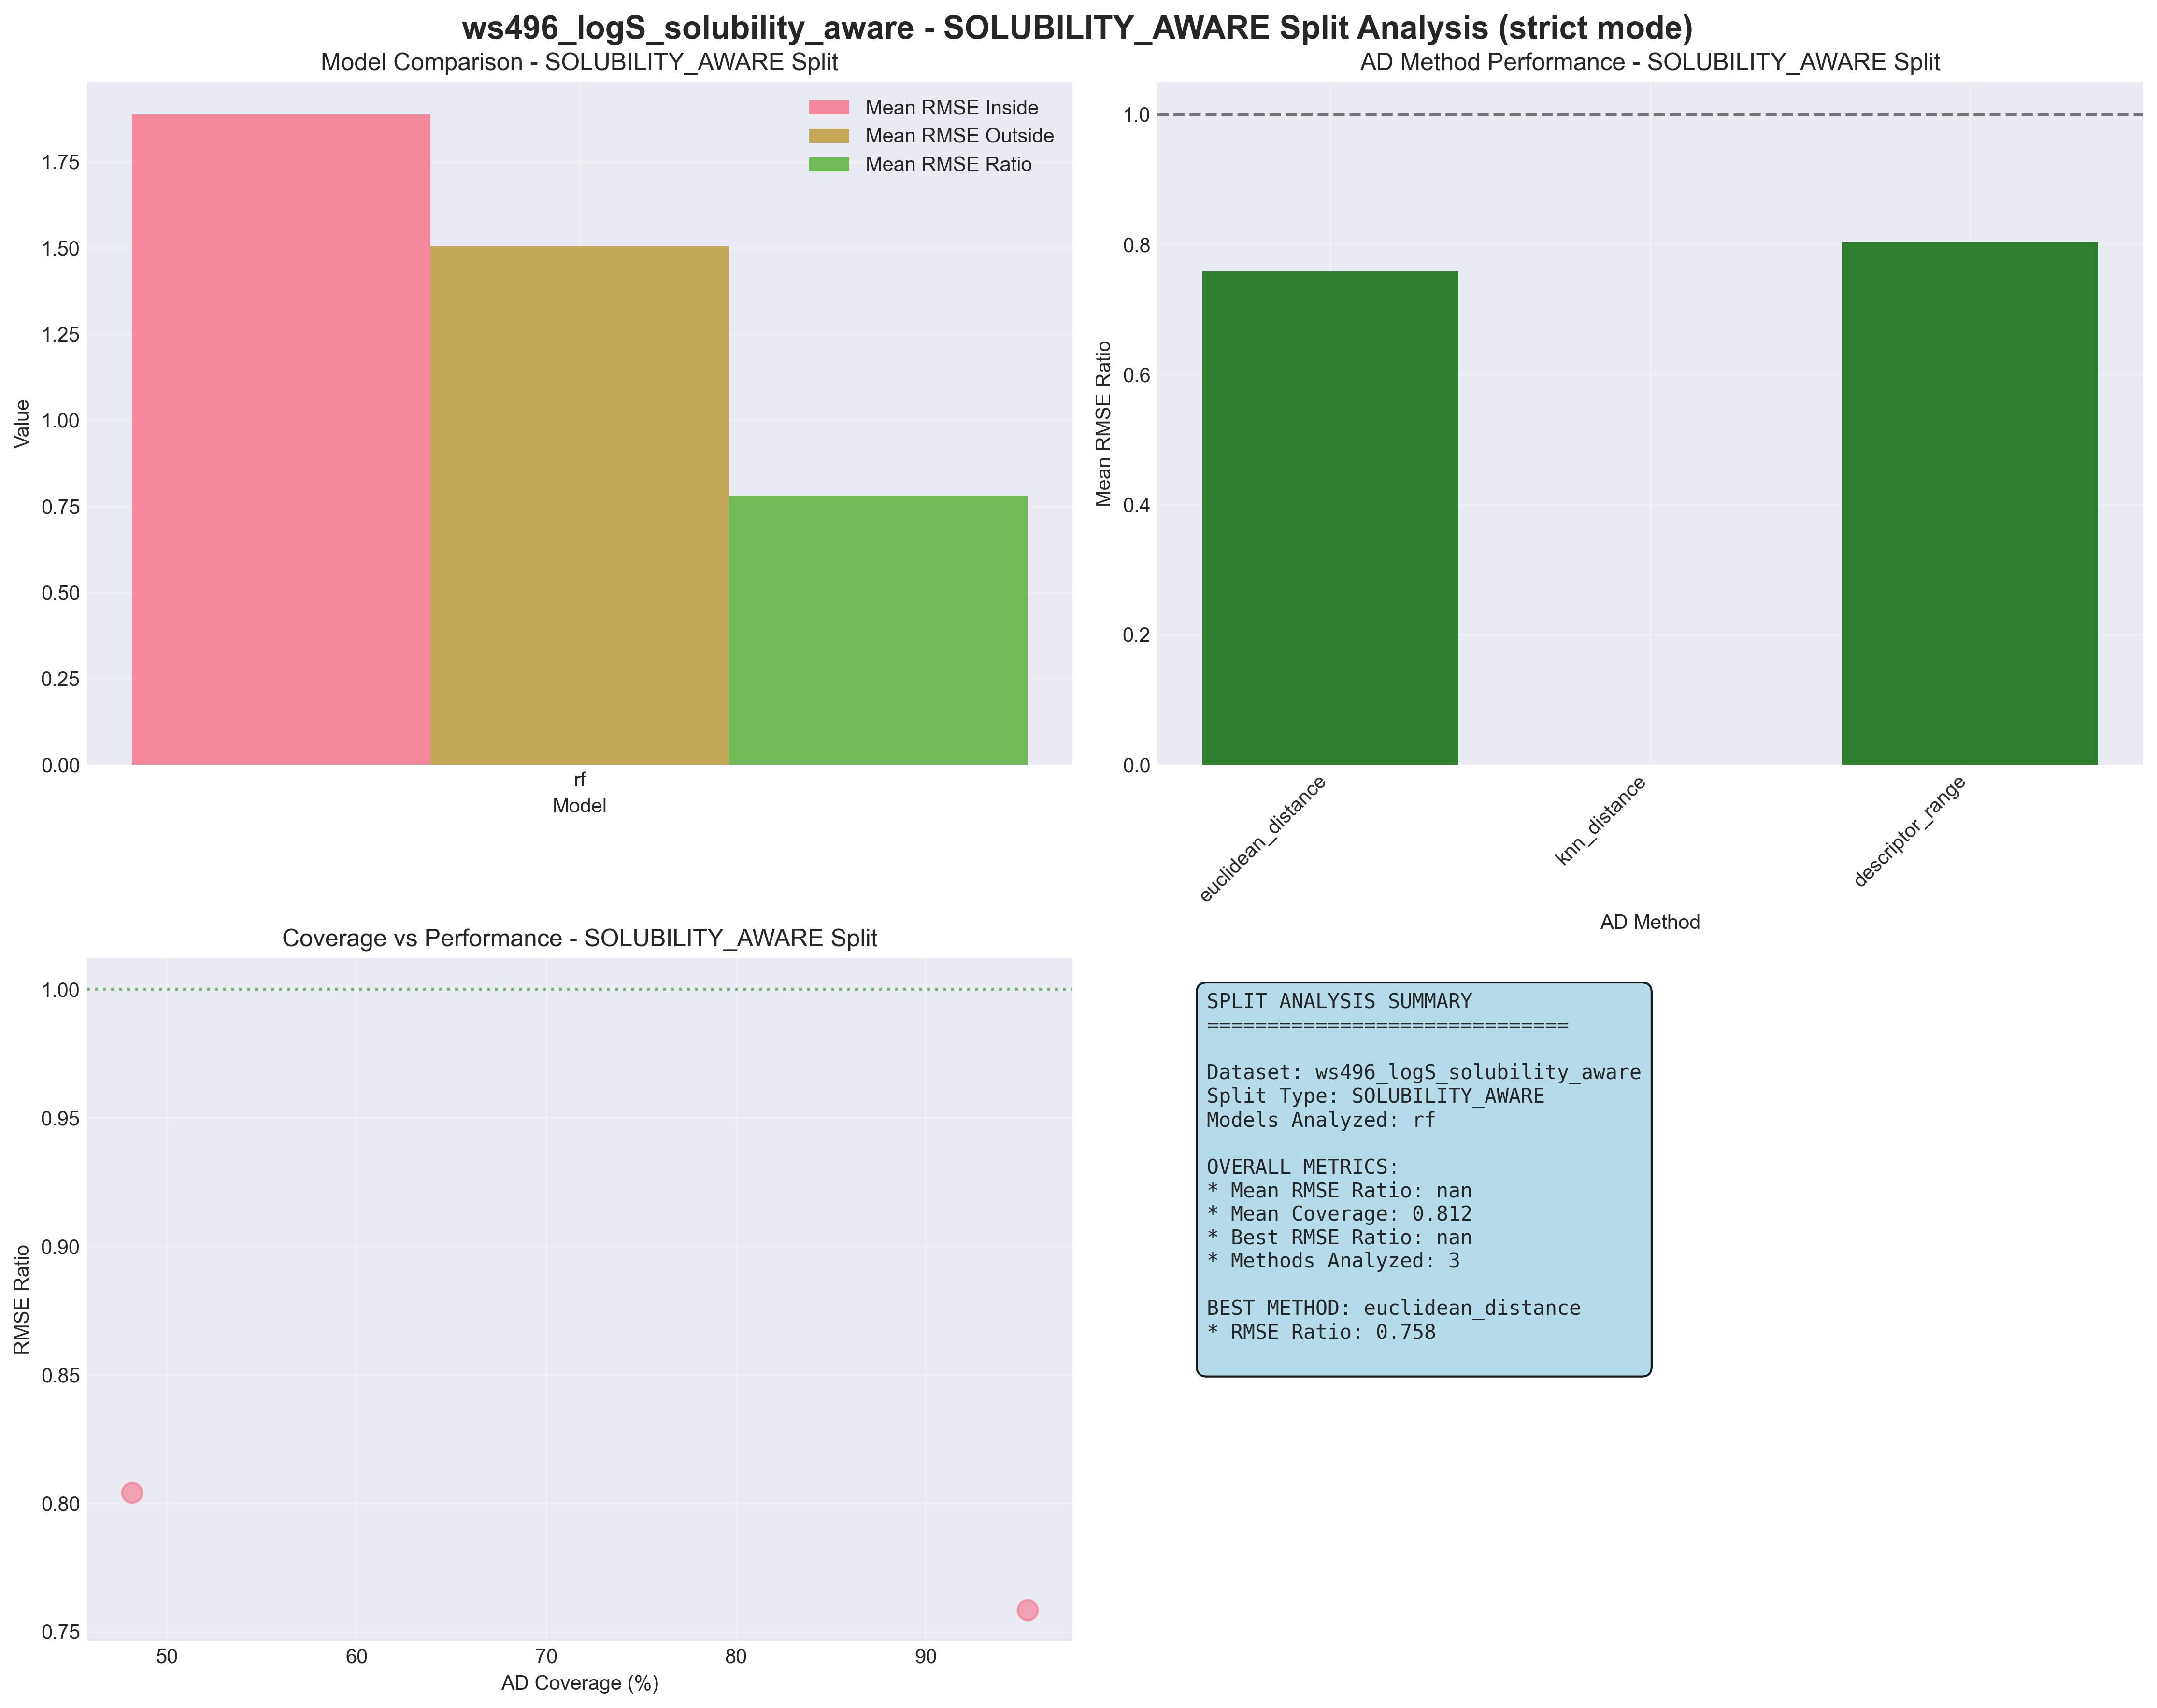 ws496_logS_solubility_aware - SOLUBILITY_AWARE Split Analysis (strict mode)
Model Comparison - SOLUBILITY_AWARE Split
Mean RMSE Inside
Mean RMSE Outside
Mean RMSE Ratio
Value
1.75
1.50
1.25
1.00
0.75
0.50
0.25
0.00
rf
Model
AD Method Performance - SOLUBILITY_AWARE Split
Mean RMSE Ratio
1.0
0.8
0.6
0.4
0.2
0.0
euclidean_distance
knn_distance
descriptor_range
AD Method
Coverage vs Performance - SOLUBILITY_AWARE Split
RMSE Ratio
1.00
0.95
0.90
0.85
0.80
0.75
50
60
70
80
90
AD Coverage (%)
SPLIT ANALYSIS SUMMARY
==============================
Dataset: ws496_logS_solubility_aware
Split Type: SOLUBILITY_AWARE
Models Analyzed: rf
OVERALL METRICS:
* Mean RMSE Ratio: nan
* Mean Coverage: 0.812
* Best RMSE Ratio: nan
* Methods Analyzed: 3
BEST METHOD: euclidean_distance
* RMSE Ratio: 0.758